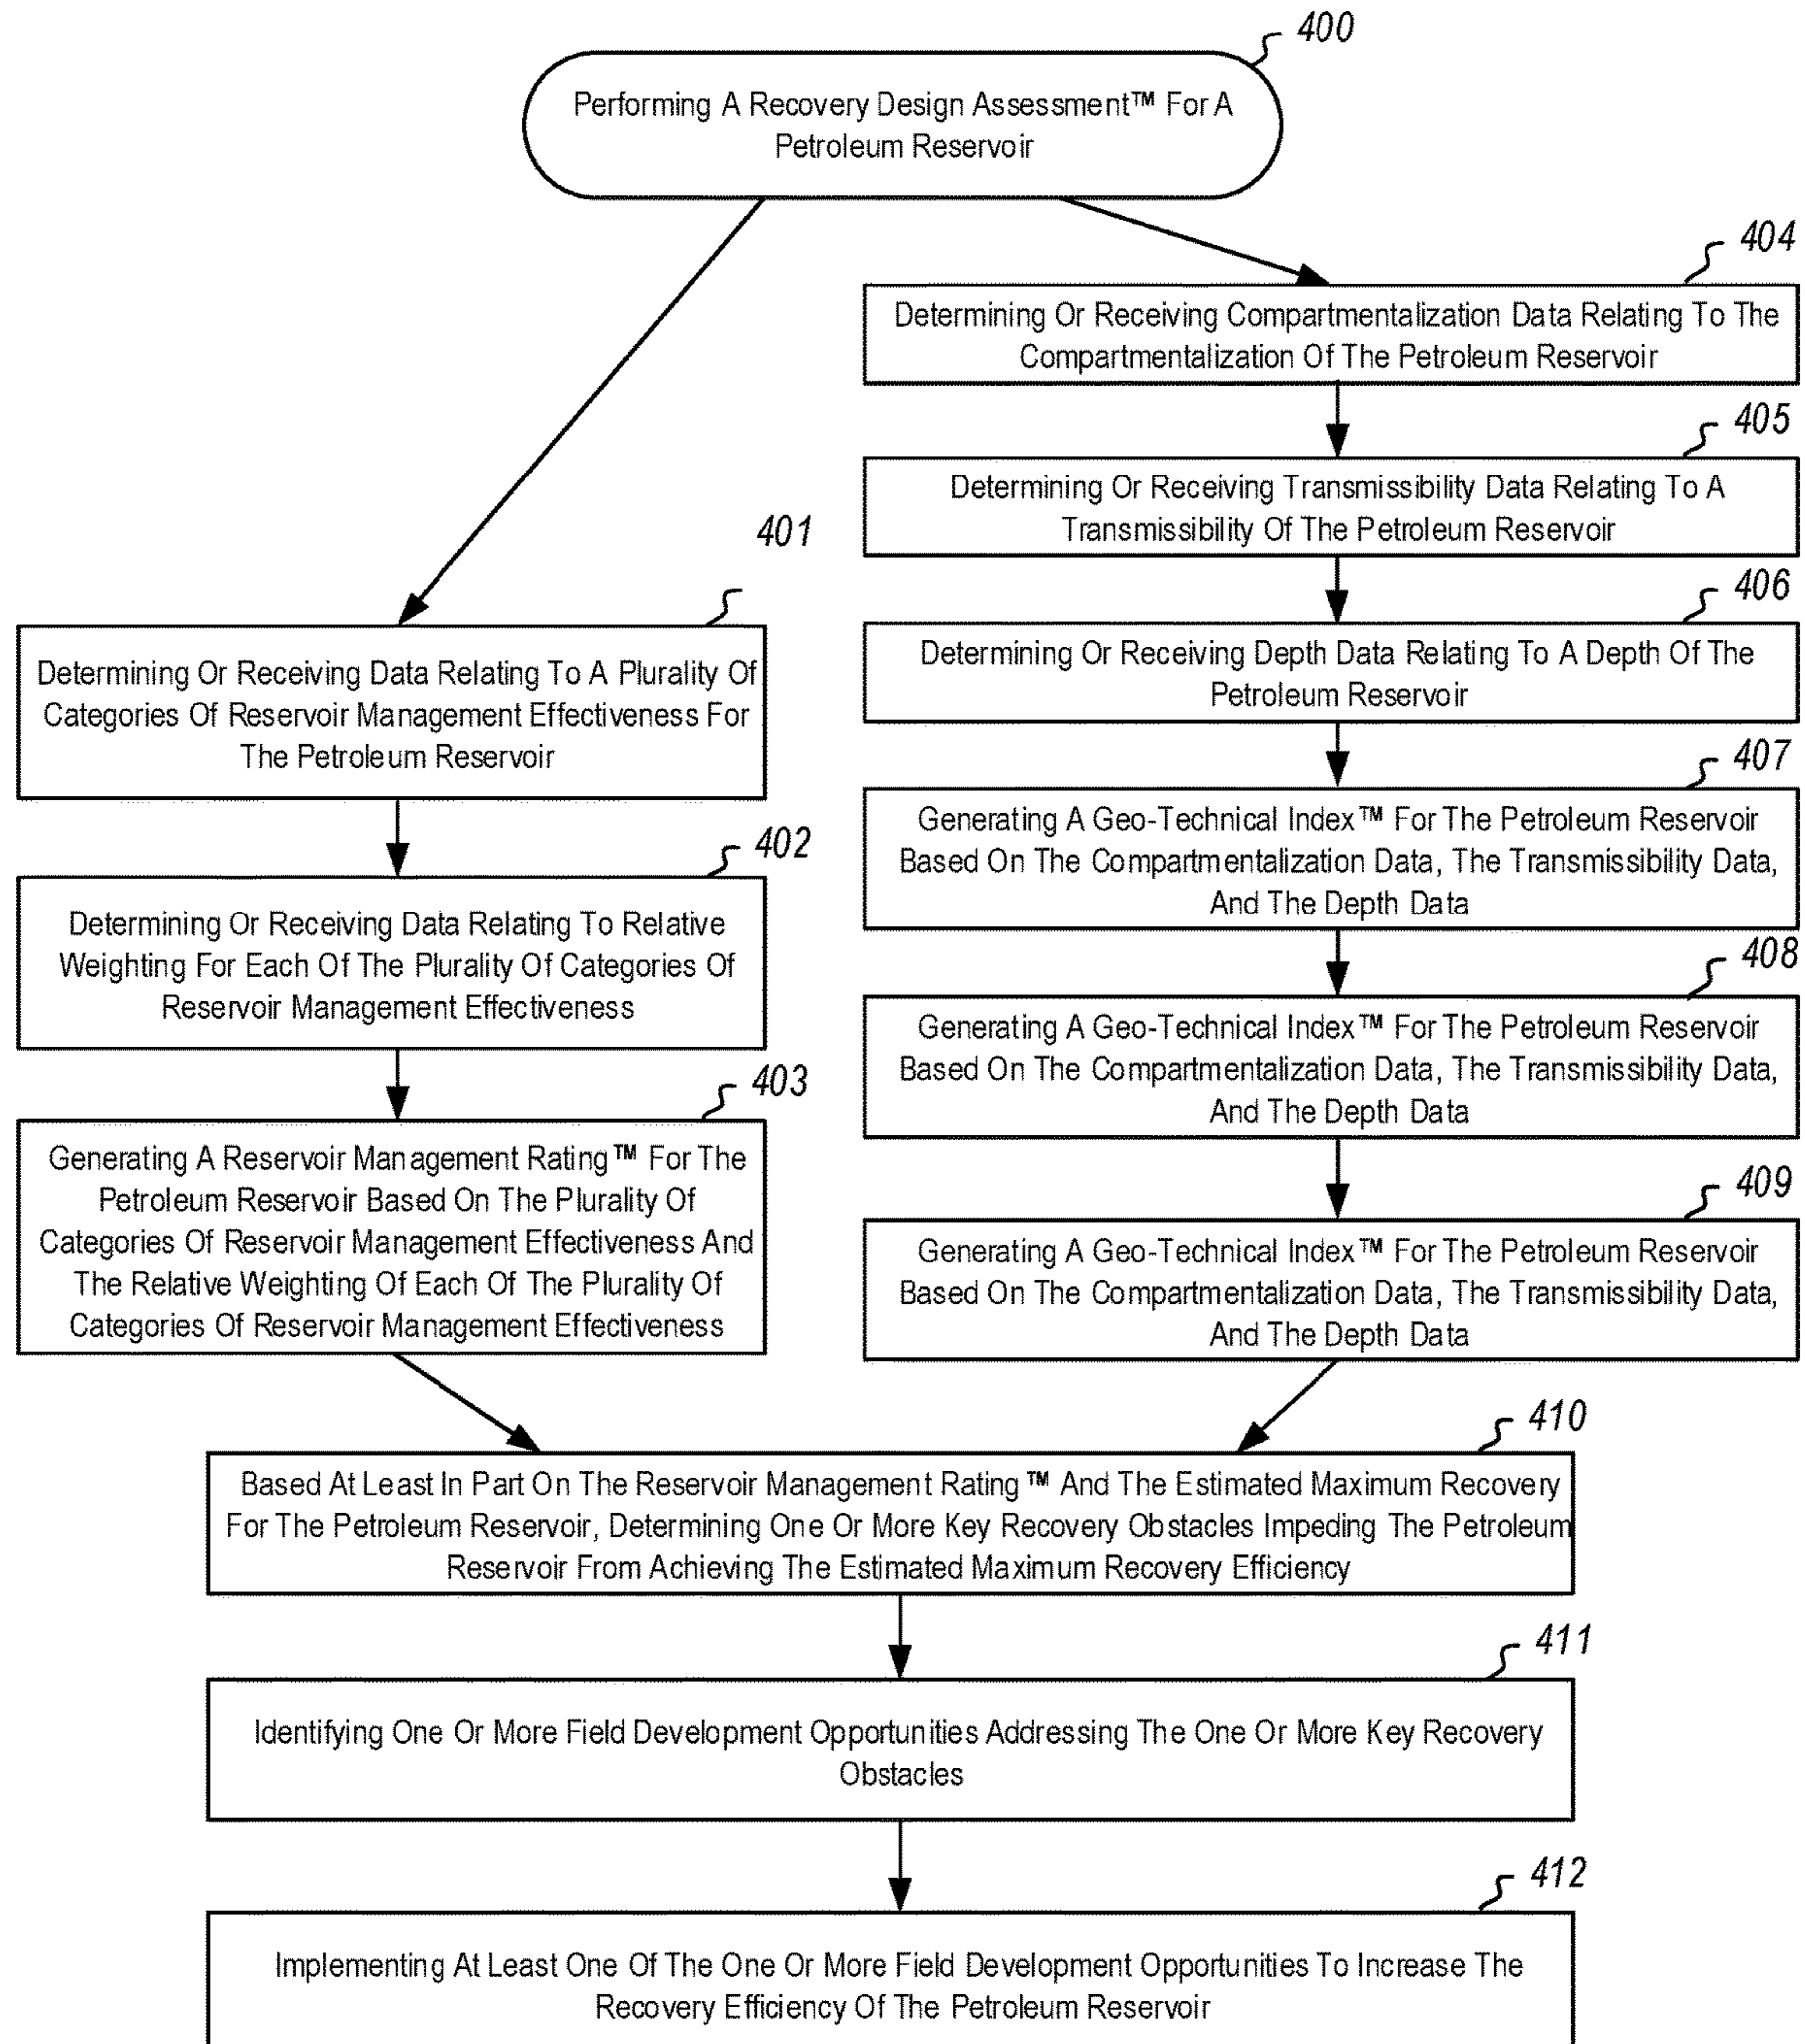 400
Performing A Recovery Design Assessment™ For A
Petroleum Reservoir
401
Determining Or Receiving Data Relating To A Plurality Of
Categories Of Reservoir Management Effectiveness For
The Petroleum Reservoir
402
Determining Or Receiving Data Relating To Relative
Weighting For Each Of The Plurality Of Categories Of
Reservoir Management Effectiveness
403
Generating A Reservoir Management Rating™ For The
Petroleum Reservoir Based On The Plurality Of
Categories Of Reservoir Management Effectiveness And
The Relative Weighting Of Each Of The Plurality Of
Categories Of Reservoir Management Effectiveness
404
Determining Or Receiving Compartmentalization Data Relating To The
Compartmentalization Of The Petroleum Reservoir
405
Determining Or Receiving Transmissibility Data Relating To A
Transmissibility Of The Petroleum Reservoir
406
Determining Or Receiving Depth Data Relating To A Depth Of The
Petroleum Reservoir
407
Generating A Geo-Technical Index™ For The Petroleum Reservoir
Based On The Compartmentalization Data, The Transmissibility Data,
And The Depth Data
408
Generating A Geo-Technical Index™ For The Petroleum Reservoir
Based On The Compartmentalization Data, The Transmissibility Data,
And The Depth Data
409
Generating A Geo-Technical Index™ For The Petroleum Reservoir
Based On The Compartmentalization Data, The Transmissibility Data,
And The Depth Data
410
Based At Least In Part On The Reservoir Management Rating™ And The Estimated Maximum Recovery
For The Petroleum Reservoir, Determining One Or More Key Recovery Obstacles Impeding The Petroleum
Reservoir From Achieving The Estimated Maximum Recovery Efficiency
411
Identifying One Or More Field Development Opportunities Addressing The One Or More Key Recovery
Obstacles
412
Implementing At Least One Of The One Or More Field Development Opportunities To Increase The
Recovery Efficiency Of The Petroleum Reservoir